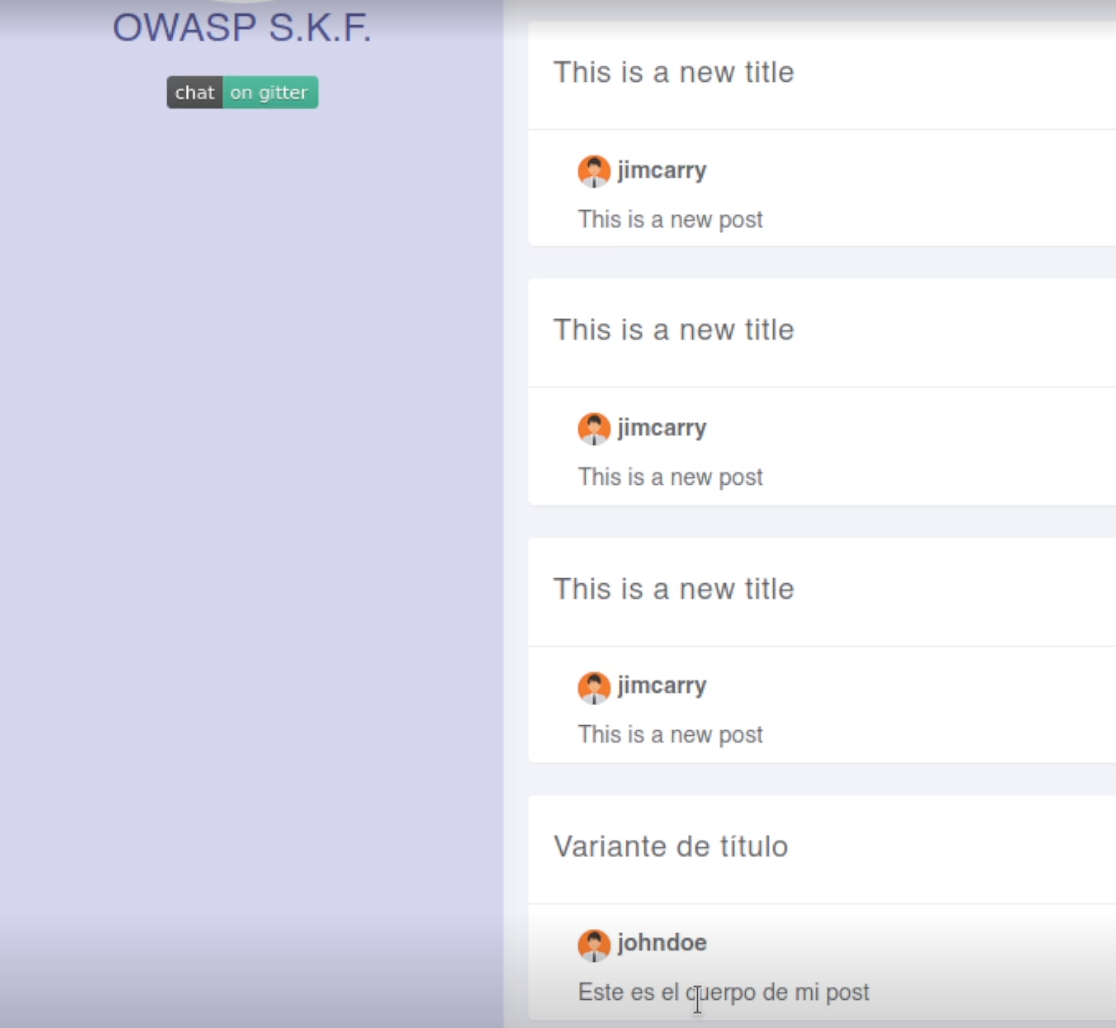 OWASP S.K.F.
chat on gitter
This is a new title
jimcarry
This is a new post
This is a new title
jimcarry
This is a new post
This is a new title
jimcarry
This is a new post
Variante de título
johndoe
Este es el cuerpo de mi post